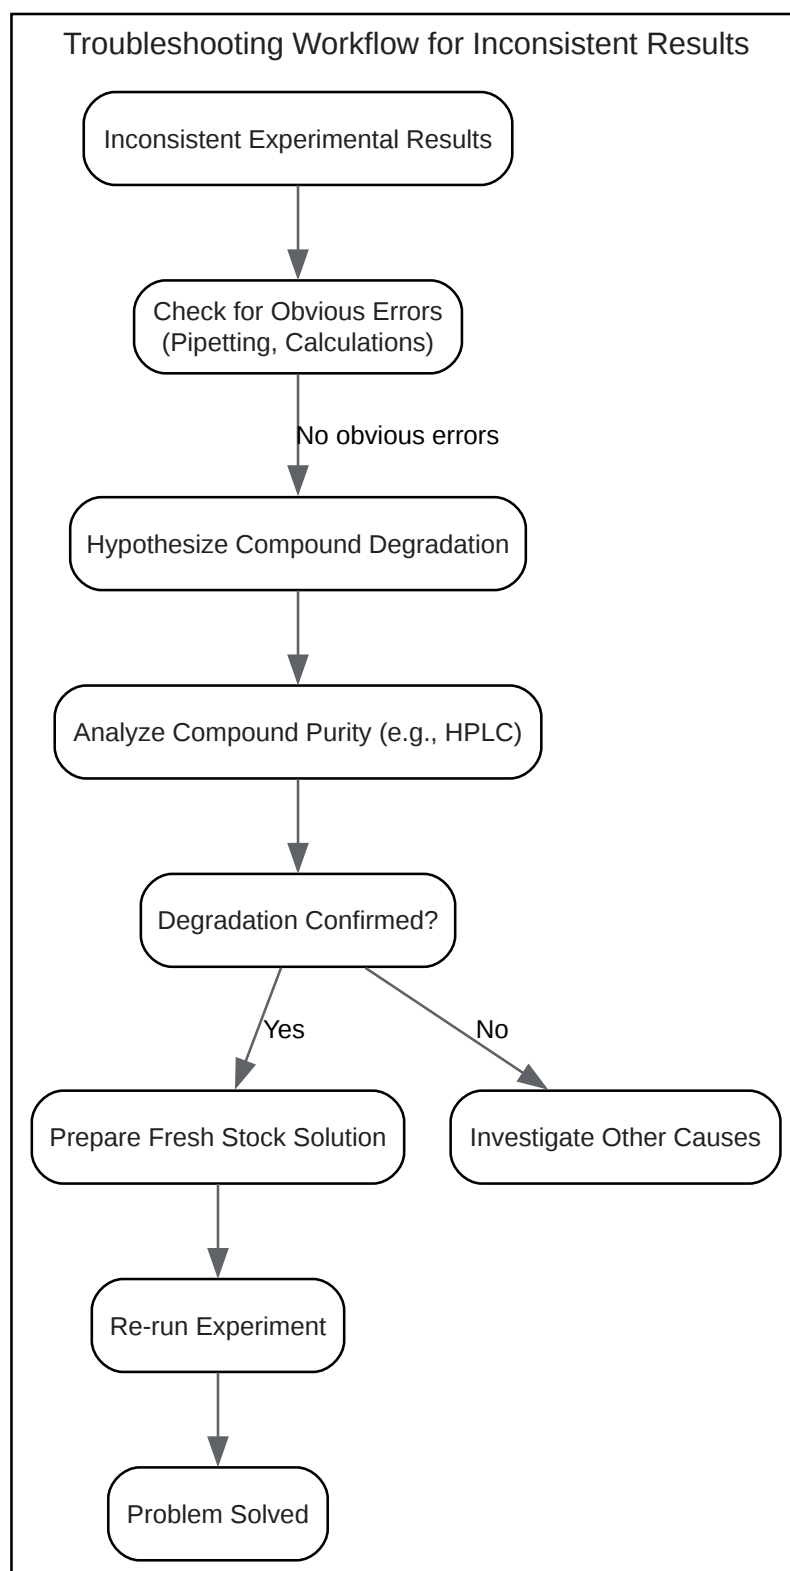 Troubleshooting Workflow for Inconsistent Results
Inconsistent Experimental Results
Check for Obvious Errors
(Pipetting, Calculations)
No obvious errors
Hypothesize Compound Degradation
Analyze Compound Purity (e.g., HPLC)
Degradation Confirmed?
Yes
No
Prepare Fresh Stock Solution
Investigate Other Causes
Re-run Experiment
Problem Solved